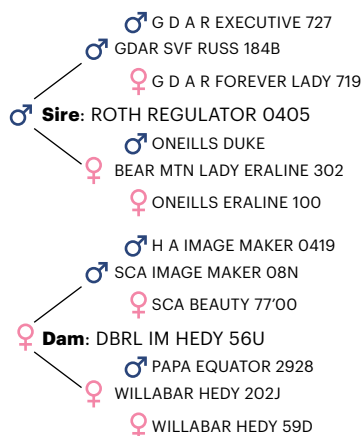 G D A R EXECUTIVE 727
GDAR SVF RUSS 184B
G D A R FOREVER LADY 719
Sire: ROTH REGULATOR 0405
ONEILLS DUKE
BEAR MTN LADY ERALINE 302
ONEILLS ERALINE 100
H A IMAGE MAKER 0419
SCA IMAGE MAKER 08N
SCA BEAUTY 77'00
Dam: DBRL IM HEDY 56U
PAPA EQUATOR 2928
WILLABAR HEDY 202J
WILLABAR HEDY 59D